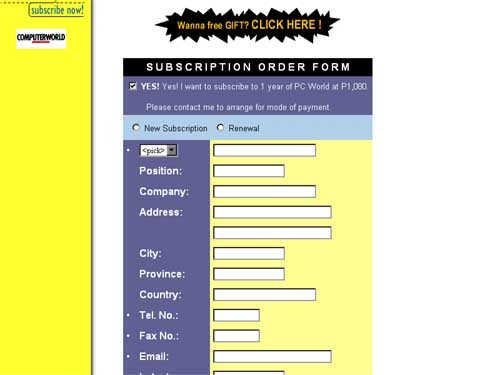 subscribe now!
COMPUTERWORLD
Wanna free GIFT? CLICK HERE !
SUBSCRIPTION ORDER FORM
YES! Yes! I want to subscribe to 1 year of PC World at P1,080.
Please contact me to arrange for mode of payment.
New Subscription Renewal
• <pick>
Position:
Company:
Address:
City:
Province:
Country:
• Tel. No.:
• Fax No.:
• Email: